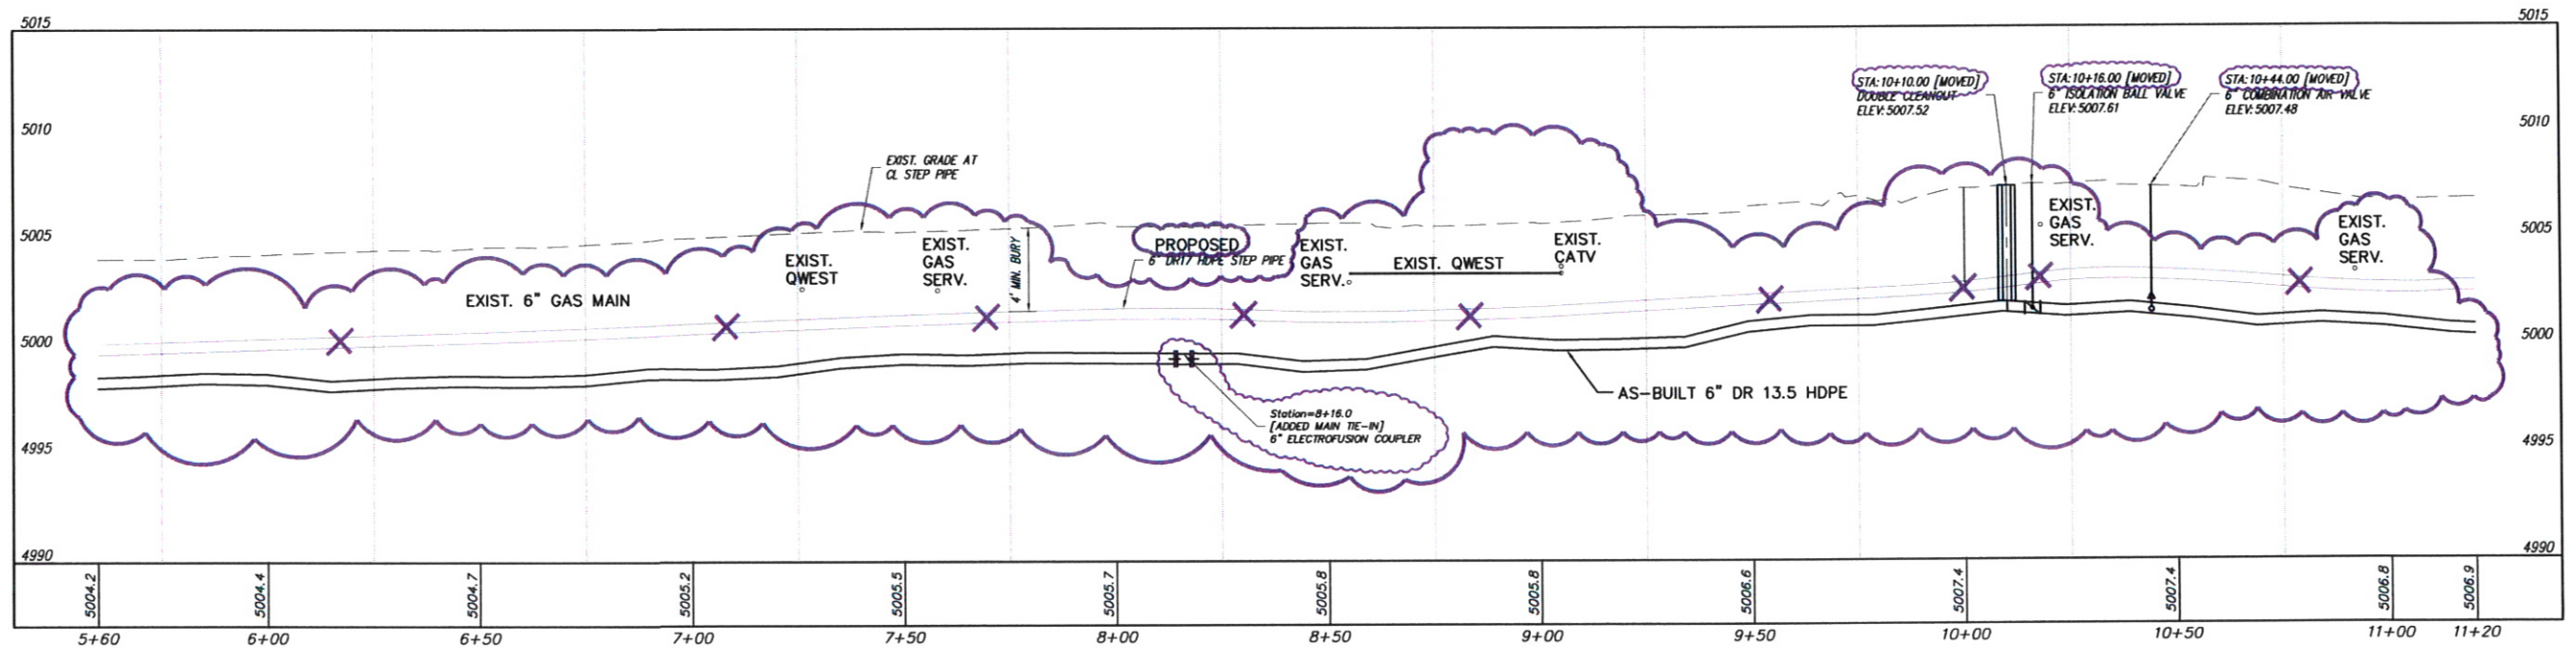 5015
5015
STA:10+10.00 [MOVED]
DOUBLE CLEANOUT
ELEV:5007.52
STA:10+16.00 [MOVED]
6" ISOLATION BALL VALVE
ELEV:5007.61
STA:10+44.00 [MOVED]
6" COMBINATION AIR VALVE
ELEV:5007.48
5010
5010
EXIST. GRADE AT
CL STEP PIPE
5005
5005
EXIST. 6" GAS MAIN
EXIST.
QWEST
EXIST.
GAS
SERV.
4' MIN. BURY
PROPOSED
6" DR17 HDPE STEP PIPE
EXIST.
GAS
SERV.
EXIST. QWEST
EXIST.
CATV
EXIST.
GAS
SERV.
EXIST.
GAS
SERV.
5000
5000
AS-BUILT 6" DR 13.5 HDPE
Station=8+16.0
[ADDED MAIN TIE-IN]
6" ELECTROFUSION COUPLER
4995
4995
4990
4990
5004.2
5004.4
5004.7
5005.2
5005.5
5005.7
5005.8
5005.8
5006.6
5007.4
5007.4
5006.8
5006.9
5+60
6+00
6+50
7+00
7+50
8+00
8+50
9+00
9+50
10+00
10+50
11+00
11+20